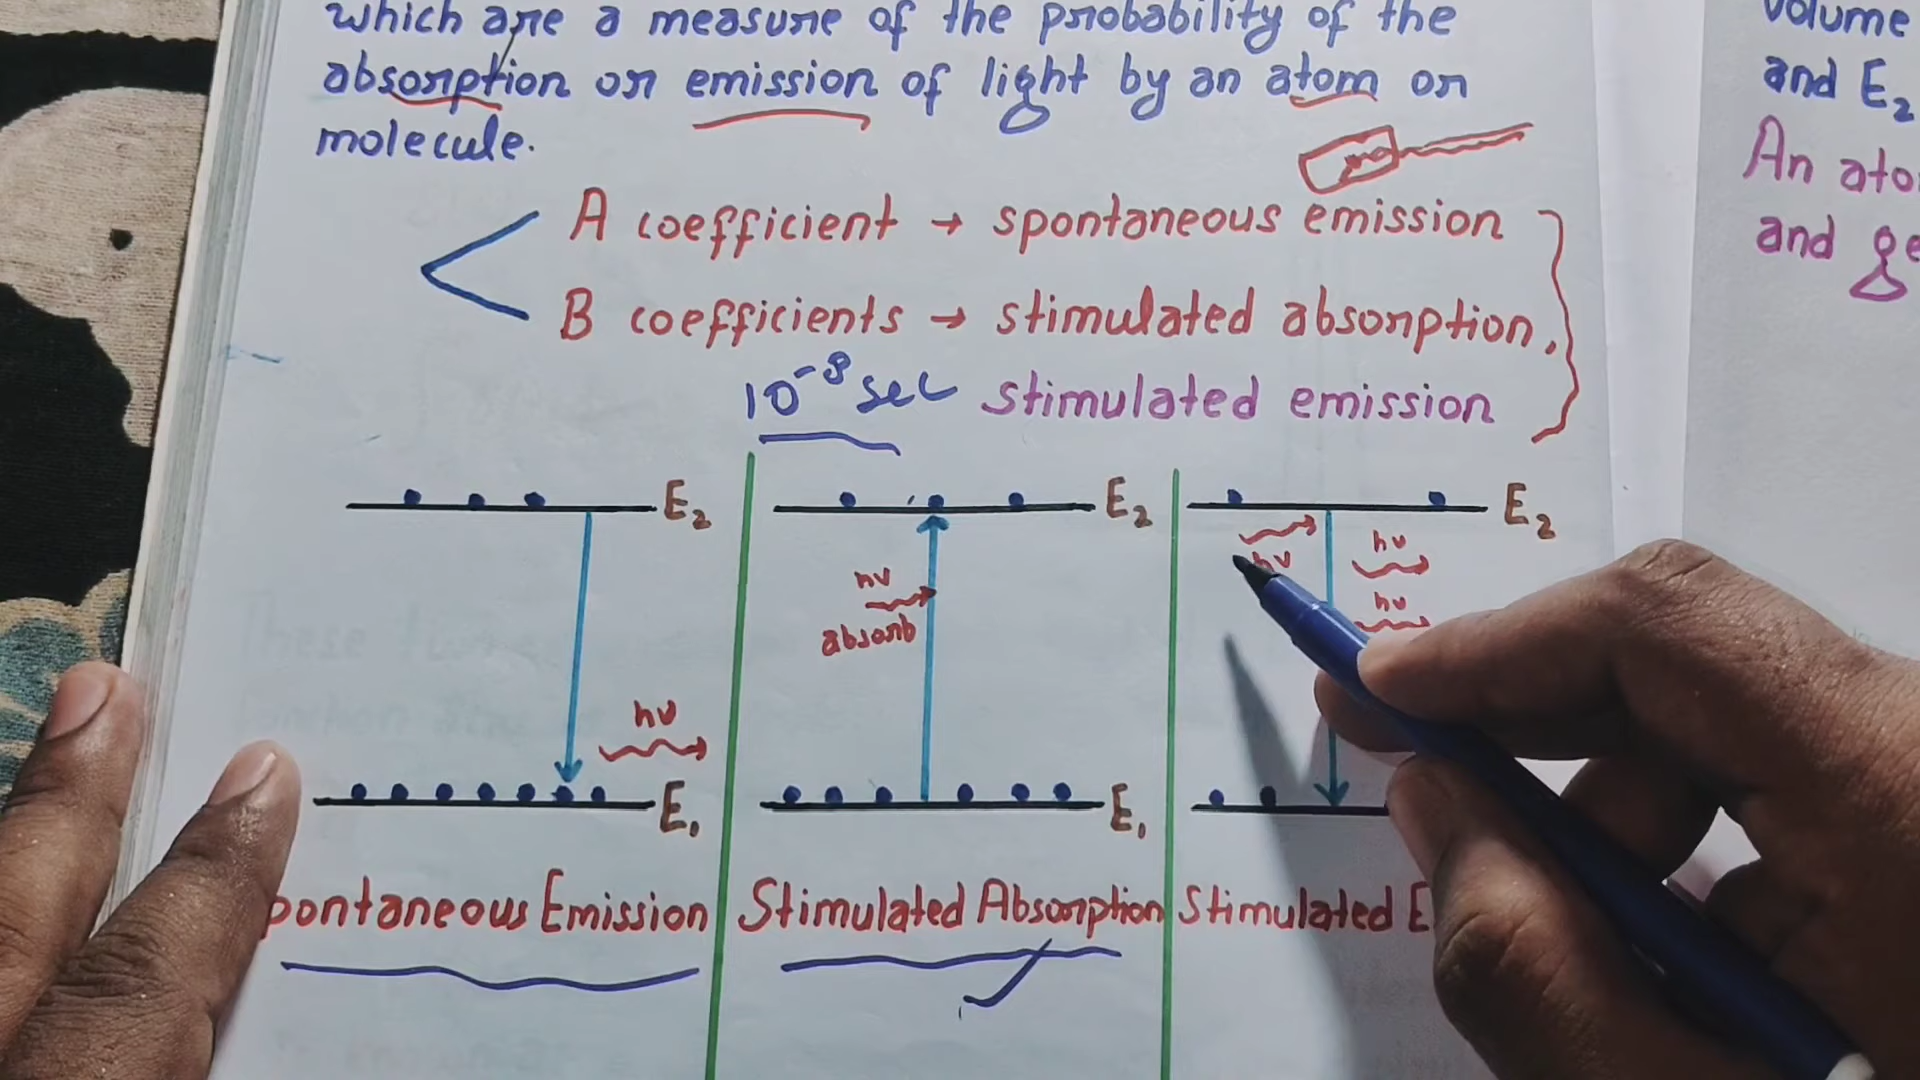 which are a measure of the probability of the
absorption or emission of light by an atom or
molecule.
A coefficient → spontaneous emission
B coefficients → stimulated absorption,
10⁻⁸ sec stimulated emission
E₂
E₂
E₂
hν
hν
hν
hν
absorb
hν
E₁
E₁
pontaneous Emission
Stimulated Absorption
Stimulated E
volume
and E₂
An ato
and ge